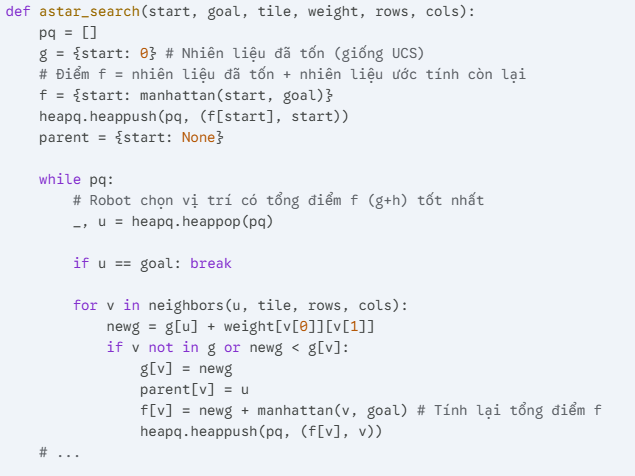 def astar_search(start, goal, tile, weight, rows, cols):
    pq = []
    g = {start: 0} # Nhiên liệu đã tốn (giống UCS)
    # Điểm f = nhiên liệu đã tốn + nhiên liệu ước tính còn lại
    f = {start: manhattan(start, goal)}
    heapq.heappush(pq, (f[start], start))
    parent = {start: None}

    while pq:
        # Robot chọn vị trí có tổng điểm f (g+h) tốt nhất
        _, u = heapq.heappop(pq)

        if u == goal: break

        for v in neighbors(u, tile, rows, cols):
            newg = g[u] + weight[v[0]][v[1]]
            if v not in g or newg < g[v]:
                g[v] = newg
                parent[v] = u
                f[v] = newg + manhattan(v, goal) # Tính lại tổng điểm f
                heapq.heappush(pq, (f[v], v))
    # ...